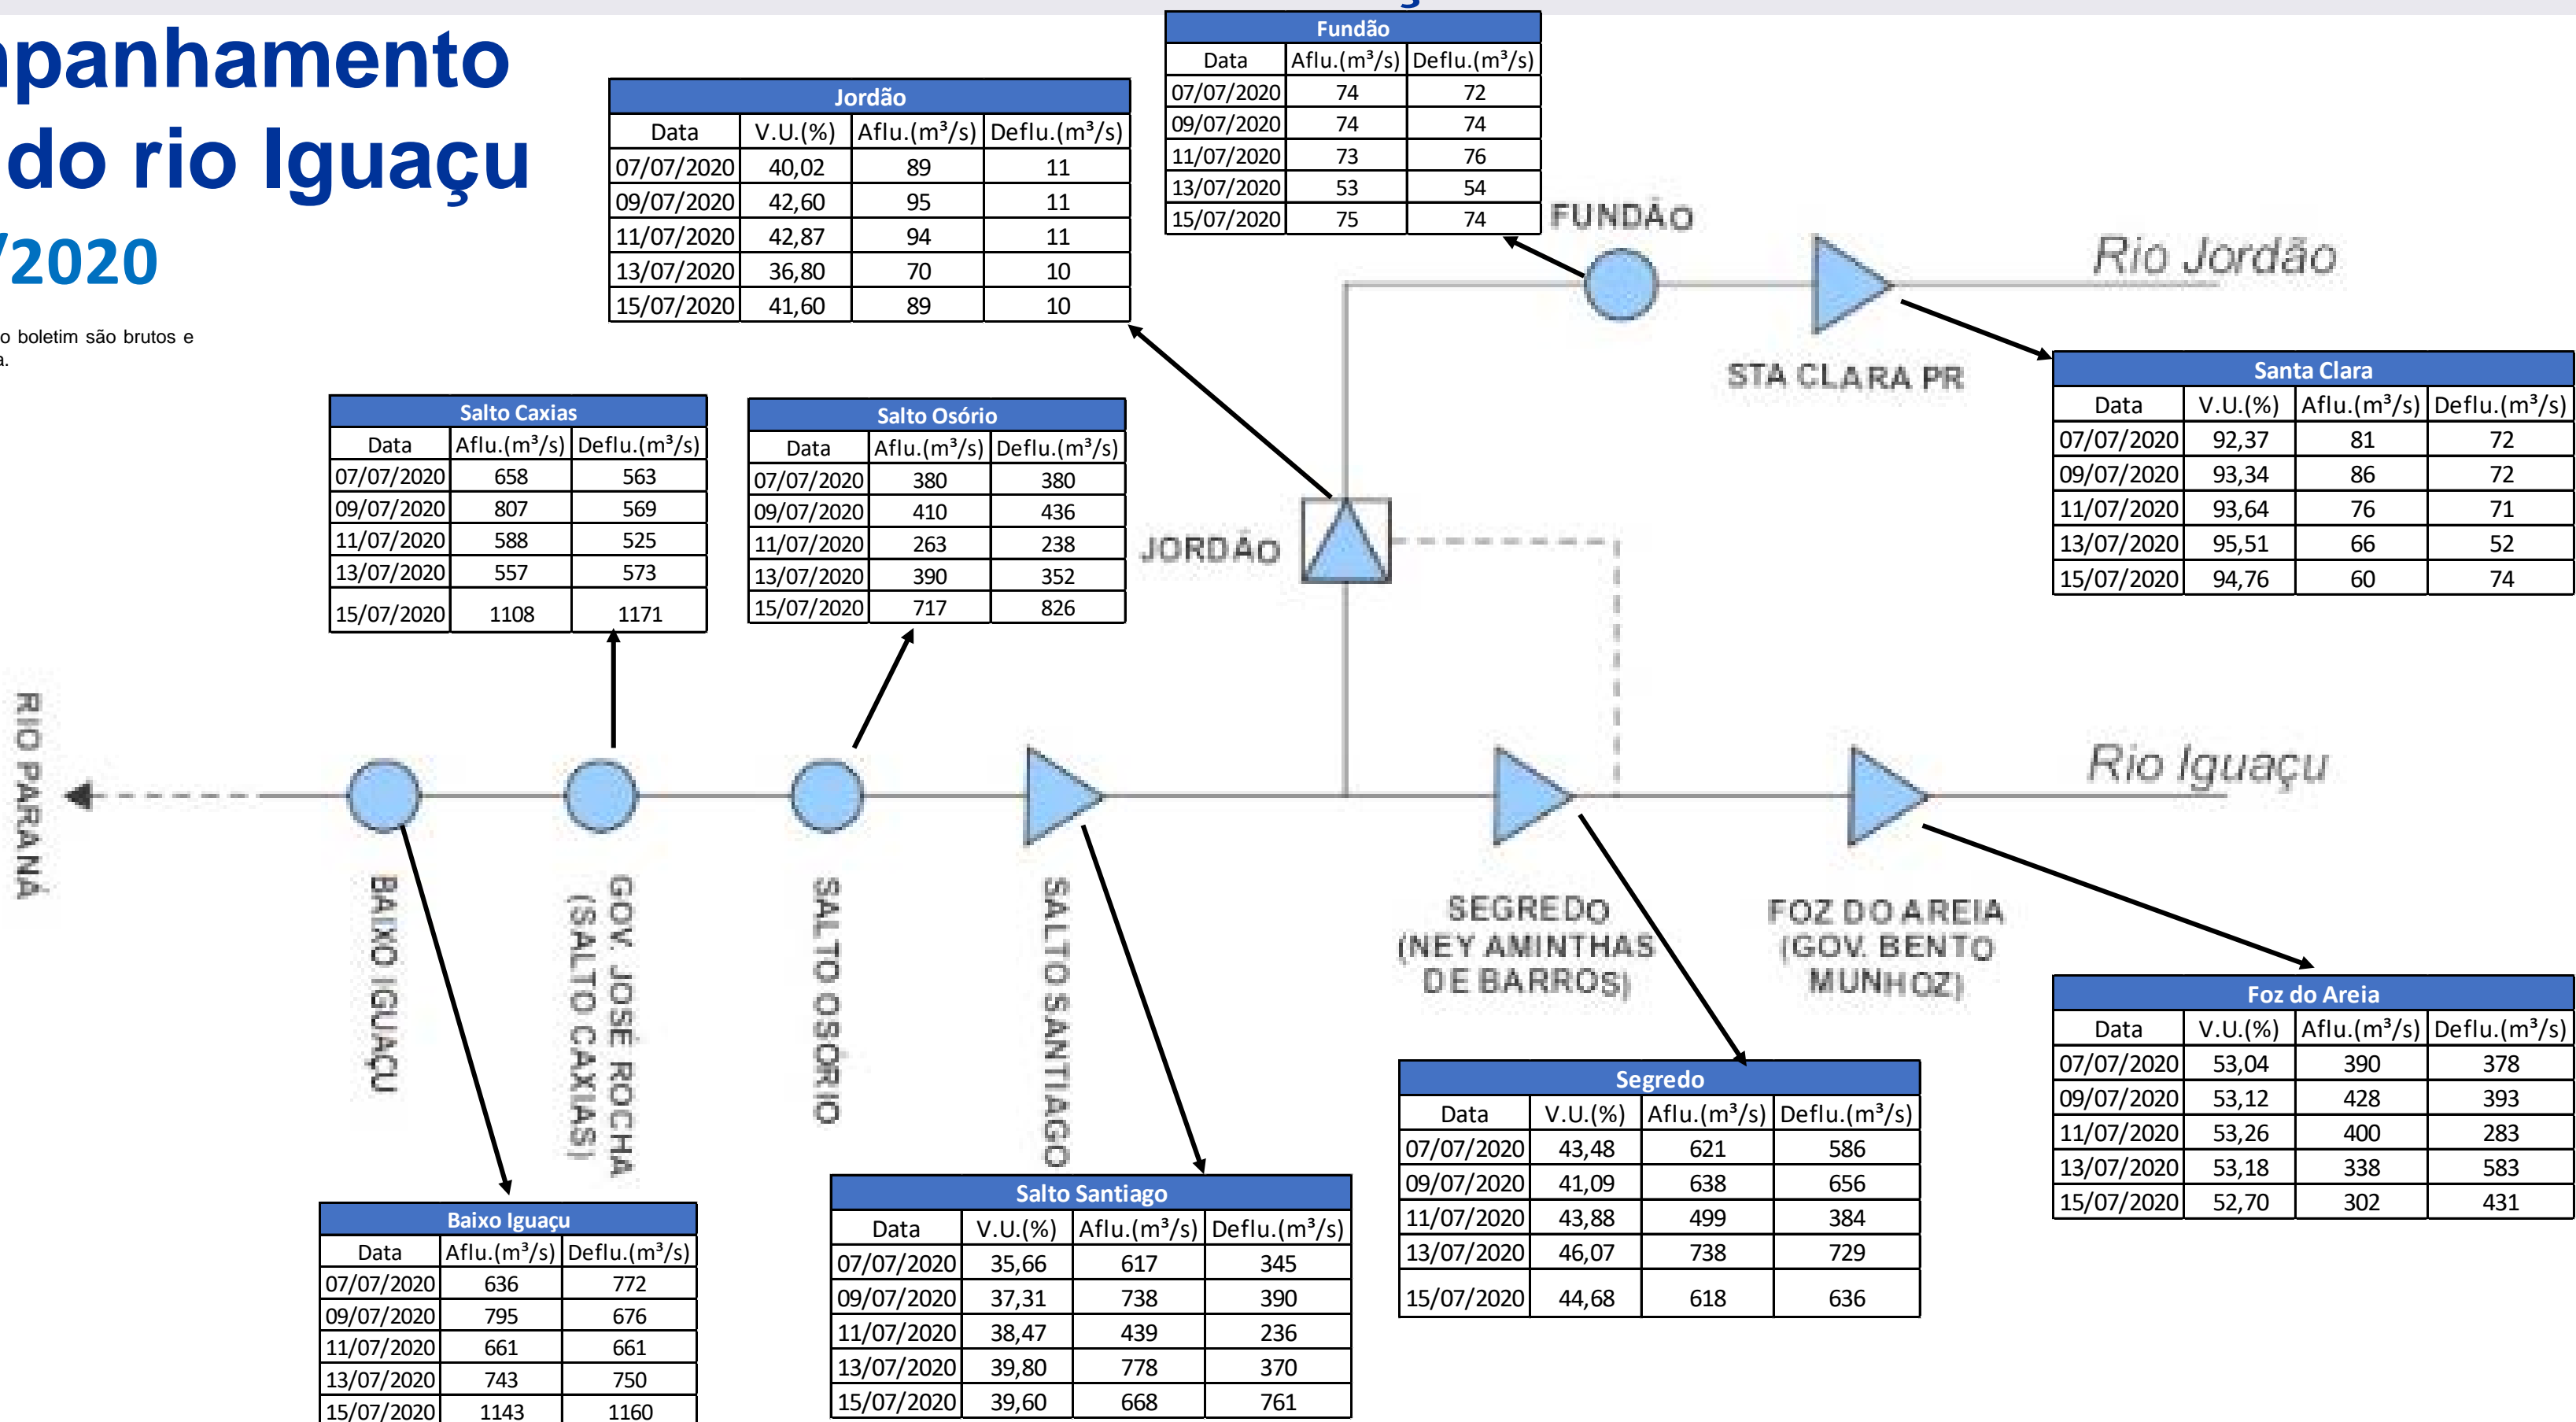 mpanhamento
do rio Iguaçu
/2020
o boletim são brutos e
a.
Fundão
Data Aflu.(m³/s) Deflu.(m³/s)
07/07/2020 74 72
09/07/2020 74 74
11/07/2020 73 76
13/07/2020 53 54
15/07/2020 75 74
Jordão
Data V.U.(%) Aflu.(m³/s) Deflu.(m³/s)
07/07/2020 40,02 89 11
09/07/2020 42,60 95 11
11/07/2020 42,87 94 11
13/07/2020 36,80 70 10
15/07/2020 41,60 89 10
FUNDÃO
Rio Jordão
STA CLARA PR
Santa Clara
Data V.U.(%) Aflu.(m³/s) Deflu.(m³/s)
07/07/2020 92,37 81 72
09/07/2020 93,34 86 72
11/07/2020 93,64 76 71
13/07/2020 95,51 66 52
15/07/2020 94,76 60 74
Salto Caxias
Data Aflu.(m³/s) Deflu.(m³/s)
07/07/2020 658 563
09/07/2020 807 569
11/07/2020 588 525
13/07/2020 557 573
15/07/2020 1108 1171
Salto Osório
Data Aflu.(m³/s) Deflu.(m³/s)
07/07/2020 380 380
09/07/2020 410 436
11/07/2020 263 238
13/07/2020 390 352
15/07/2020 717 826
JORDÃO
RIO PARANÁ
Rio Iguaçu
BAIXO IGUAÇU
GOV. JOSÉ ROCHA
(SALTO CAXIAS)
SALTO OSÓRIO
SALTO SANTIAGO
SEGREDO
(NEY AMINTHAS
DE BARROS)
FOZ DO AREIA
(GOV. BENTO
MUNHOZ)
Foz do Areia
Data V.U.(%) Aflu.(m³/s) Deflu.(m³/s)
07/07/2020 53,04 390 378
09/07/2020 53,12 428 393
11/07/2020 53,26 400 283
13/07/2020 53,18 338 583
15/07/2020 52,70 302 431
Segredo
Data V.U.(%) Aflu.(m³/s) Deflu.(m³/s)
07/07/2020 43,48 621 586
09/07/2020 41,09 638 656
11/07/2020 43,88 499 384
13/07/2020 46,07 738 729
15/07/2020 44,68 618 636
Salto Santiago
Data V.U.(%) Aflu.(m³/s) Deflu.(m³/s)
07/07/2020 35,66 617 345
09/07/2020 37,31 738 390
11/07/2020 38,47 439 236
13/07/2020 39,80 778 370
15/07/2020 39,60 668 761
Baixo Iguaçu
Data Aflu.(m³/s) Deflu.(m³/s)
07/07/2020 636 772
09/07/2020 795 676
11/07/2020 661 661
13/07/2020 743 750
15/07/2020 1143 1160